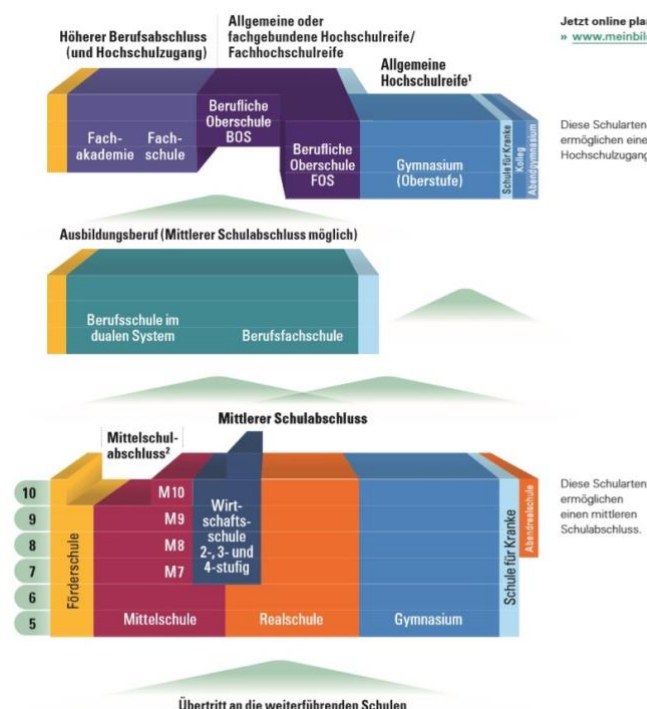 Höherer Berufsabschluss
(und Hochschulzugang)
Allgemeine oder
fachgebundene Hochschulreife/
Fachhochschulreife
Allgemeine
Hochschulreife¹
Jetzt online plan
» www.meinbil
Fach-
akademie
Fach-
schule
Berufliche
Oberschule
BOS
Berufliche
Oberschule
FOS
Gymnasium
(Oberstufe)
Schule für Kranke
Kolleg
Abendgymnasium
Diese Schularten
ermöglichen eine
Hochschulzugang
Ausbildungsberuf (Mittlerer Schulabschluss möglich)
Berufsschule im
dualen System
Berufsfachschule
Mittlerer Schulabschluss
Mittelschul-
abschluss²
10
9
8
7
6
5
Förderschule
M10
M9
M8
M7
Mittelschule
Wirt-
schafts-
schule
2-, 3- und
4-stufig
Realschule
Gymnasium
Schule für Kranke
Abendrealschule
Diese Schularten
ermöglichen
einen mittleren
Schulabschluss.
Übertritt an die weiterführenden Schulen